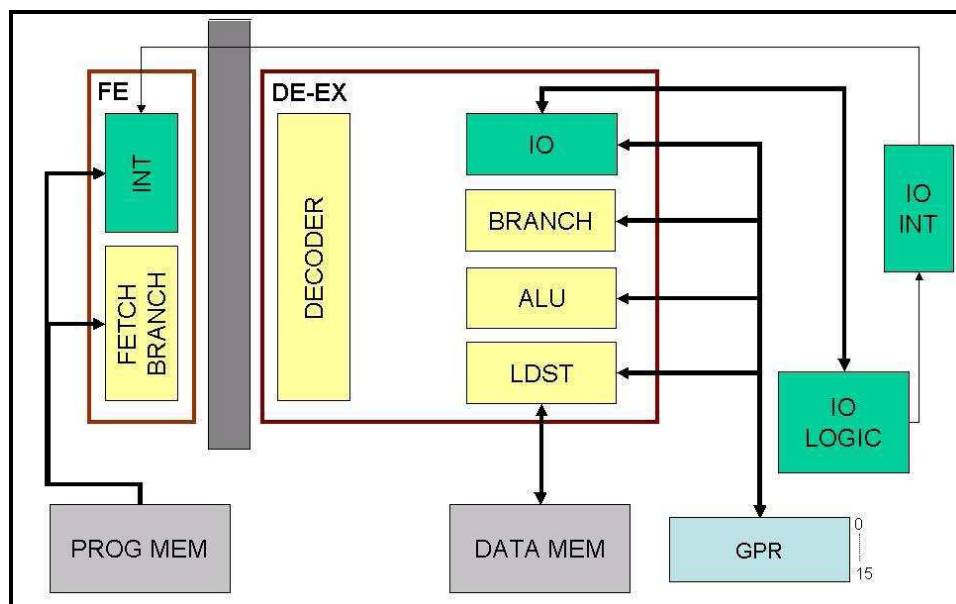 FE
DE-EX
INT
FETCH
BRANCH
DECODER
IO
BRANCH
ALU
LDST
IO
INT
IO
LOGIC
PROG MEM
DATA MEM
GPR
0
15